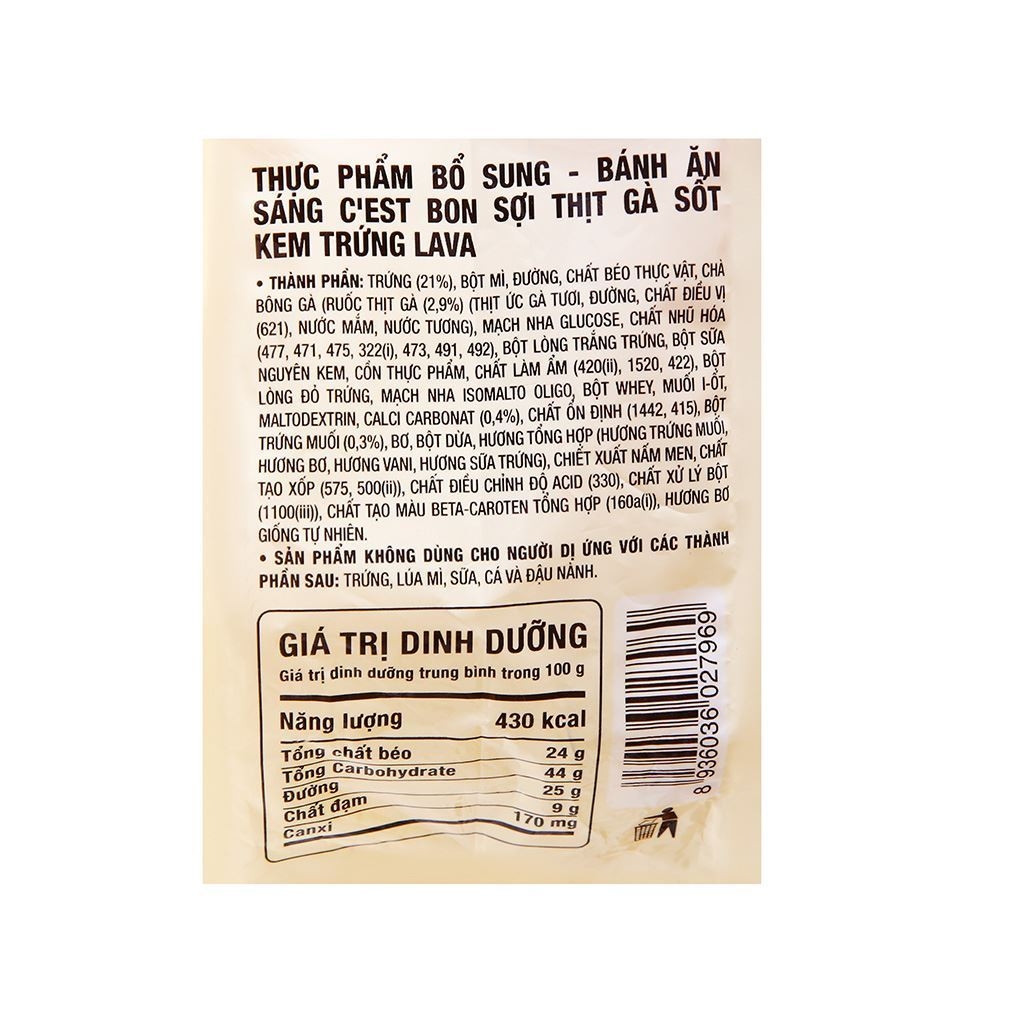 THỰC PHẨM BỔ SUNG - BÁNH ĂN
SÁNG C'EST BON SỢI THỊT GÀ SỐT
KEM TRỨNG LAVA
• THÀNH PHẦN: TRỨNG (21%), BỘT MÌ, ĐƯỜNG, CHẤT BÉO THỰC VẬT, CHÀ
BÔNG GÀ (RUỐC THỊT GÀ (2,9%) (THỊT ỨC GÀ TƯƠI, ĐƯỜNG, CHẤT ĐIỀU VỊ
(621), NƯỚC MẮM, NƯỚC TƯƠNG), MẠCH NHA GLUCOSE, CHẤT NHŨ HÓA
(477, 471, 475, 322(i), 473, 491, 492), BỘT LÒNG TRẮNG TRỨNG, BỘT SỮA
NGUYÊN KEM, CỒN THỰC PHẨM, CHẤT LÀM ẨM (420(ii), 1520, 422), BỘT
LÒNG ĐỎ TRỨNG, MẠCH NHA ISOMALTO OLIGO, BỘT WHEY, MUỐI I-ỐT,
MALTODEXTRIN, CALCI CARBONAT (0,4%), CHẤT ỔN ĐỊNH (1442, 415), BỘT
TRỨNG MUỐI (0,3%), BƠ, BỘT DỪA, HƯƠNG TỔNG HỢP (HƯƠNG TRỨNG MUỐI,
HƯƠNG BƠ, HƯƠNG VANI, HƯƠNG SỮA TRỨNG), CHIẾT XUẤT NẤM MEN, CHẤT
TẠO XỐP (575, 500(ii)), CHẤT ĐIỀU CHỈNH ĐỘ ACID (330), CHẤT XỬ LÝ BỘT
(1100(iii)), CHẤT TẠO MÀU BETA-CAROTEN TỔNG HỢP (160a(i)), HƯƠNG BƠ
GIỐNG TỰ NHIÊN.
• SẢN PHẨM KHÔNG DÙNG CHO NGƯỜI DỊ ỨNG VỚI CÁC THÀNH
PHẦN SAU: TRỨNG, LÚA MÌ, SỮA, CÁ VÀ ĐẬU NÀNH.
GIÁ TRỊ DINH DƯỠNG
Giá trị dinh dưỡng trung bình trong 100 g
Năng lượng 430 kcal
Tổng chất béo 24 g
Tổng Carbohydrate 44 g
Đường 25 g
Chất đạm 9 g
Canxi 170 mg
8 936036 027969